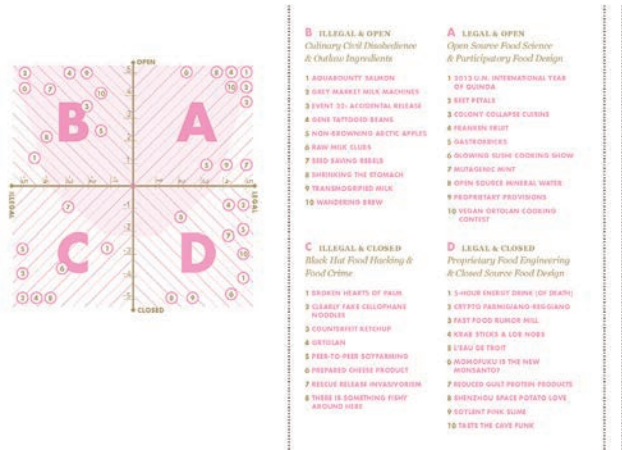 OPEN
B
A
ILLEGAL
LEGAL
C
D
CLOSED
B ILLEGAL & OPEN
Culinary Civil Disobedience
& Outlaw Ingredients
1 AQUABOUNTY SALMON
2 GREY MARKET MILK MACHINES
3 EVENT 32: ACCIDENTAL RELEASE
4 GENE TATTOOED BEANS
5 NON-BROWNING ARCTIC APPLES
6 RAW MILK CLUBS
7 SEED SAVING REBELS
8 SHRINKING THE STOMACH
9 TRANSMOGRIFIED MILK
10 WANDERING BREW
A LEGAL & OPEN
Open Source Food Science
& Participatory Food Design
1 2013 U.N. INTERNATIONAL YEAR
OF QUINOA
2 BEET PETALS
3 COLONY COLLAPSE CUISINE
4 FRANKEN FRUIT
5 GASTROBRICKS
6 GLOWING SUSHI COOKING SHOW
7 MUTAGENIC MINT
8 OPEN SOURCE MINERAL WATER
9 PROPRIETARY PROVISIONS
10 VEGAN ORTOLAN COOKING
CONTEST
C ILLEGAL & CLOSED
Black Hat Food Hacking &
Food Crime
1 BROKEN HEARTS OF PALM
2 CLEARLY FAKE CELLOPHANE
NOODLES
3 COUNTERFEIT KETCHUP
4 ORTOLAN
5 PEER-TO-PEER SOYFARMING
6 PREPARED CHEESE PRODUCT
7 RESCUE RELEASE INVASIVORISM
8 THERE IS SOMETHING FISHY
AROUND HERE
D LEGAL & CLOSED
Proprietary Food Engineering
& Closed Source Food Design
1 5-HOUR ENERGY DRINK (OF DEATH)
2 CRYPTO PARMIGIANO REGGIANO
3 FAST FOOD RUMOR MILL
4 KRAB STICKS & LOB NOBS
5 L'EAU DE TROIT
6 MOMOFUKU IS THE NEW
MONSANTO?
7 REDUCED GUILT PROTEIN PRODUCTS
8 SHENZHOU SPACE POTATO LOVE
9 SOYLENT PINK SLIME
10 TASTE THE CAVE FUNK